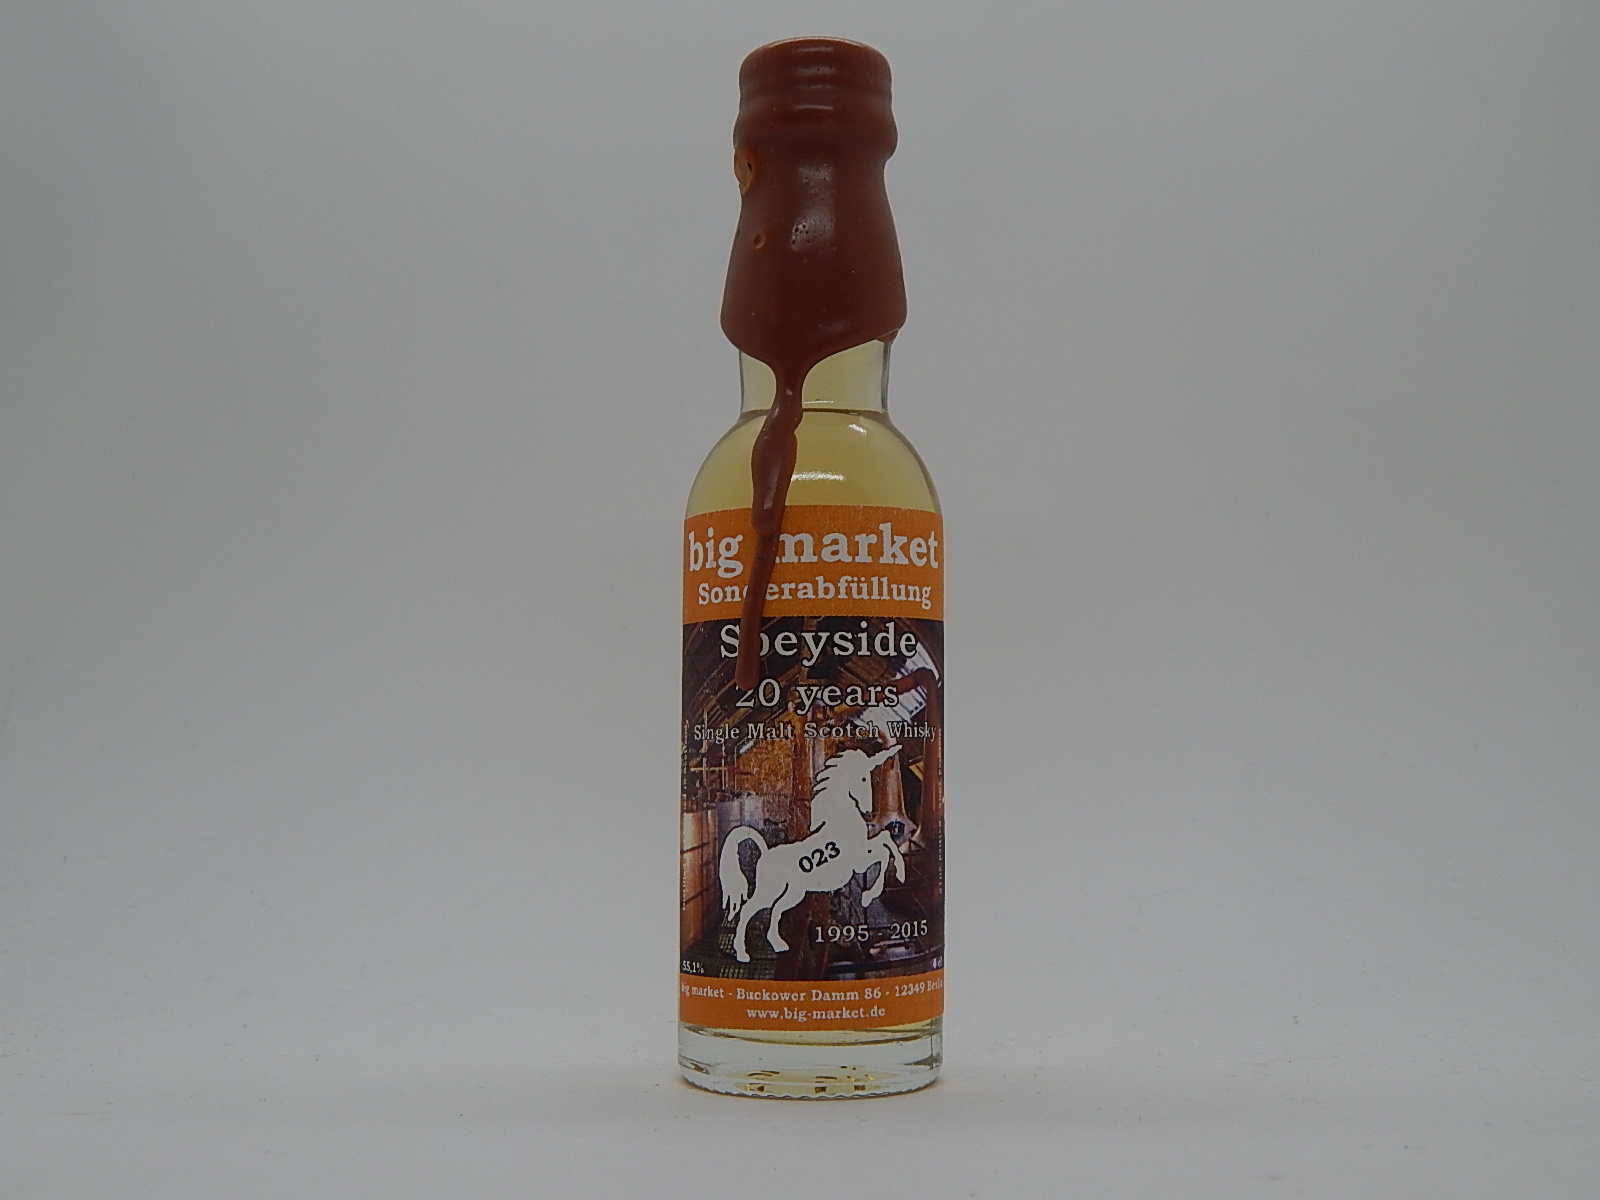 big market
Sonderabfüllung
Speyside
20 years
Single Malt Scotch Whisky
023
1995 - 2015
55,1%
big market - Buckower Damm 86 - 12349 Berlin
www.big-market.de